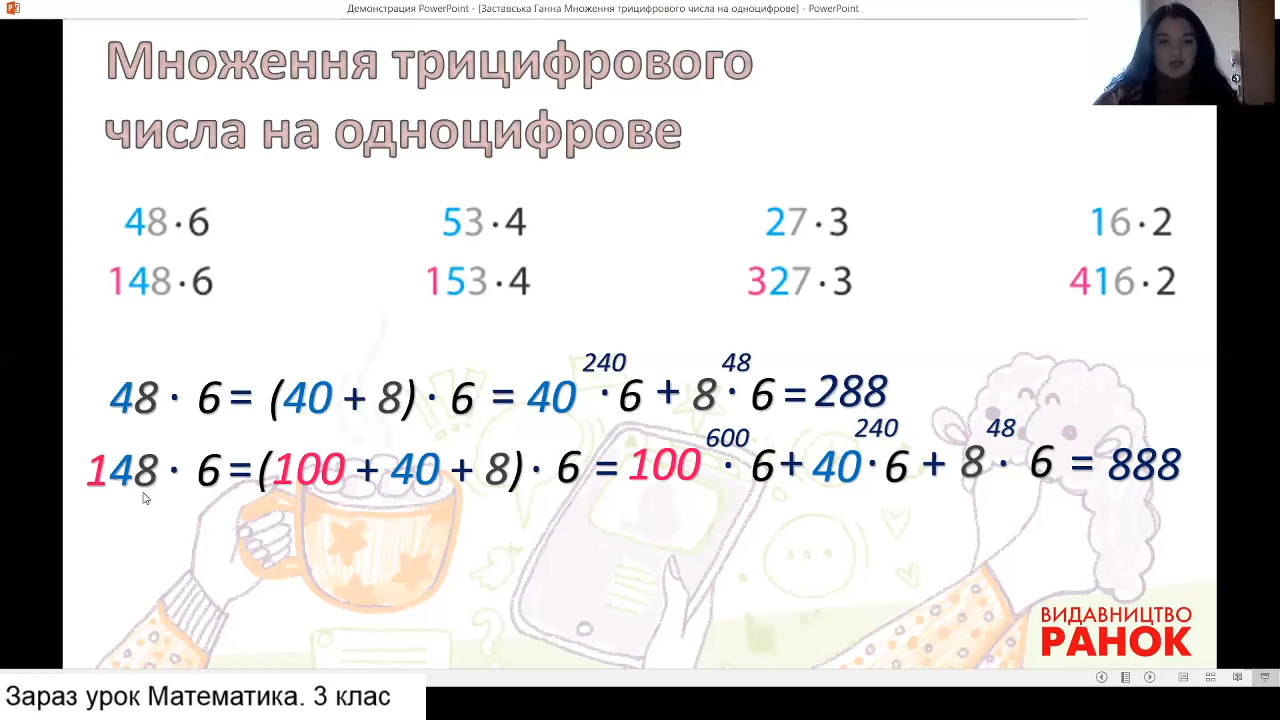 Демонстрация PowerPoint - [Заставська Ганна Множення трицифрового числа на одноцифрове] - PowerPoint
Множення трицифрового
числа на одноцифрове
48 · 6 53 · 4 27 · 3 16 · 2
148 · 6 153 · 4 327 · 3 416 · 2
240 48
48 · 6 = (40 + 8) · 6 = 40 · 6 + 8 · 6 = 288
600 240 48
148 · 6 = (100 + 40 + 8) · 6 = 100 · 6 + 40 · 6 + 8 · 6 = 888
ВИДАВНИЦТВО
РАНОК
Зараз урок Математика. 3 клас